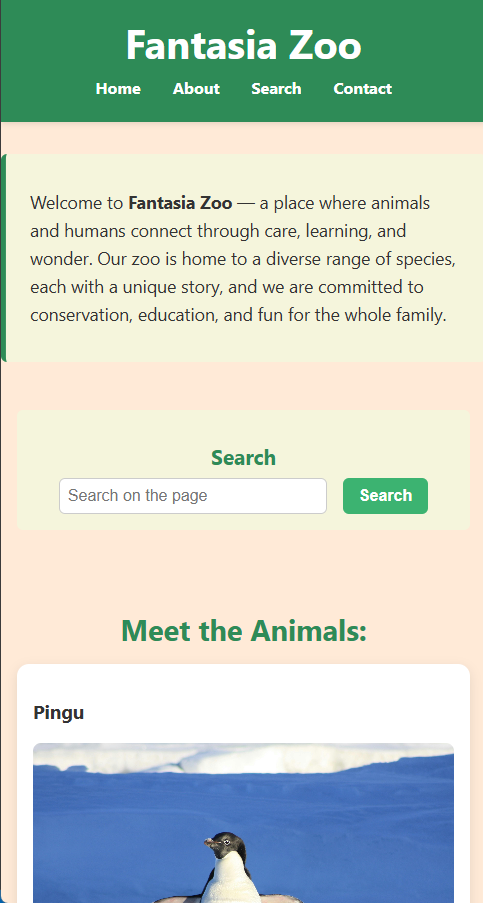 Fantasia Zoo
Home About Search Contact
Welcome to Fantasia Zoo — a place where animals
and humans connect through care, learning, and
wonder. Our zoo is home to a diverse range of species,
each with a unique story, and we are committed to
conservation, education, and fun for the whole family.
Search
Search on the page Search
Meet the Animals:
Pingu